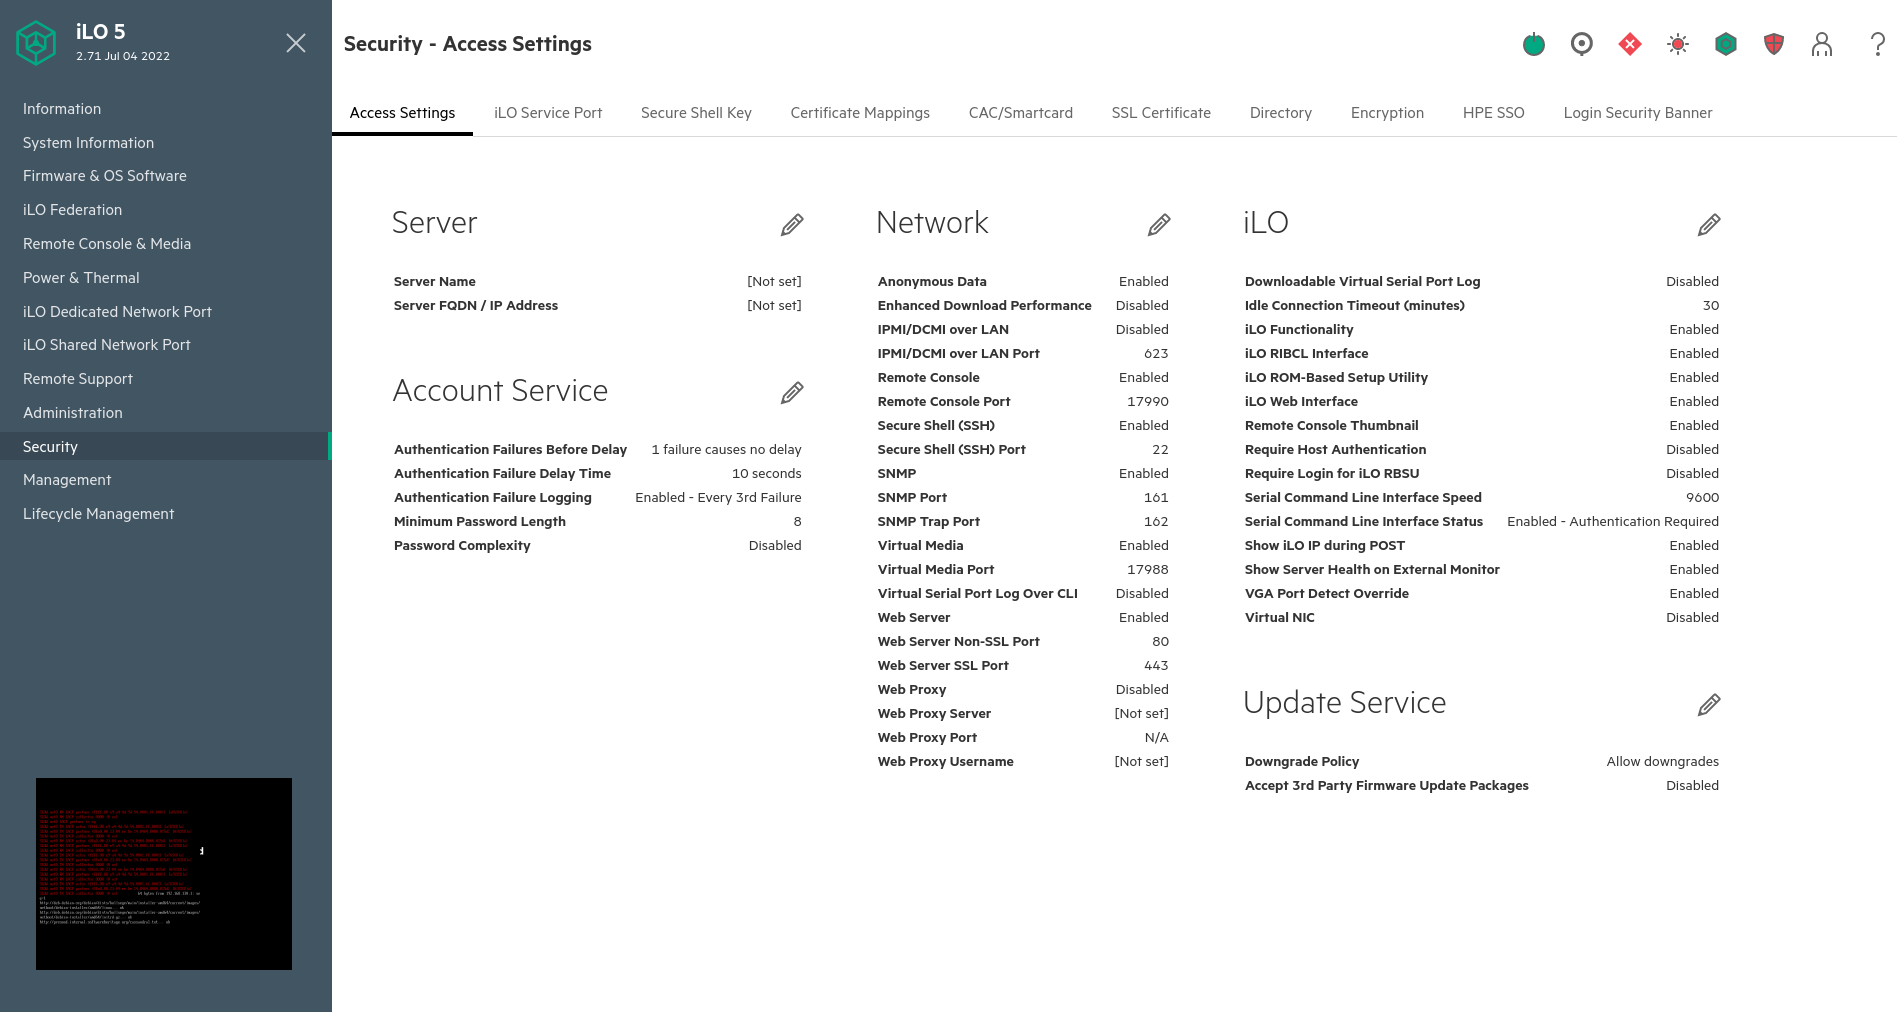 iLO 5
2.71 Jul 04 2022
Information
System Information
Firmware & OS Software
iLO Federation
Remote Console & Media
Power & Thermal
iLO Dedicated Network Port
iLO Shared Network Port
Remote Support
Administration
Security
Management
Lifecycle Management
Security - Access Settings
Access Settings iLO Service Port Secure Shell Key Certificate Mappings CAC/Smartcard SSL Certificate Directory Encryption HPE SSO Login Security Banner
Server
Server Name [Not set]
Server FQDN / IP Address [Not set]
Account Service
Authentication Failures Before Delay 1 failure causes no delay
Authentication Failure Delay Time 10 seconds
Authentication Failure Logging Enabled - Every 3rd Failure
Minimum Password Length 8
Password Complexity Disabled
Network
Anonymous Data Enabled
Enhanced Download Performance Disabled
IPMI/DCMI over LAN Disabled
IPMI/DCMI over LAN Port 623
Remote Console Enabled
Remote Console Port 17990
Secure Shell (SSH) Enabled
Secure Shell (SSH) Port 22
SNMP Enabled
SNMP Port 161
SNMP Trap Port 162
Virtual Media Enabled
Virtual Media Port 17988
Virtual Serial Port Log Over CLI Disabled
Web Server Enabled
Web Server Non-SSL Port 80
Web Server SSL Port 443
Web Proxy Disabled
Web Proxy Server [Not set]
Web Proxy Port N/A
Web Proxy Username [Not set]
iLO
Downloadable Virtual Serial Port Log Disabled
Idle Connection Timeout (minutes) 30
iLO Functionality Enabled
iLO RIBCL Interface Enabled
iLO ROM-Based Setup Utility Enabled
iLO Web Interface Enabled
Remote Console Thumbnail Enabled
Require Host Authentication Disabled
Require Login for iLO RBSU Disabled
Serial Command Line Interface Speed 9600
Serial Command Line Interface Status Enabled - Authentication Required
Show iLO IP during POST Enabled
Show Server Health on External Monitor Enabled
VGA Port Detect Override Enabled
Virtual NIC Disabled
Update Service
Downgrade Policy Allow downgrades
Accept 3rd Party Firmware Update Packages Disabled